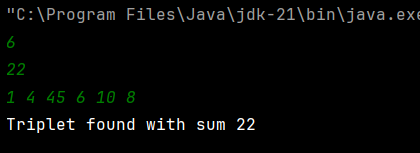 "C:\Program Files\Java\jdk-21\bin\java.exe
6
22
1 4 45 6 10 8
Triplet found with sum 22